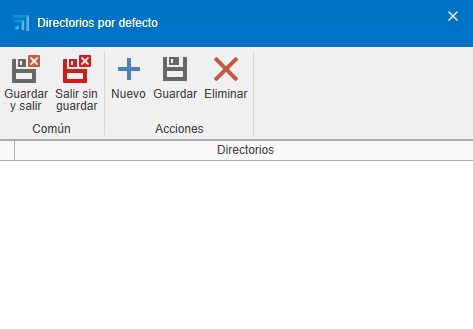 Directorios por defecto
Guardar y salir
Salir sin guardar
Nuevo
Guardar
Eliminar
Común
Acciones
Directorios